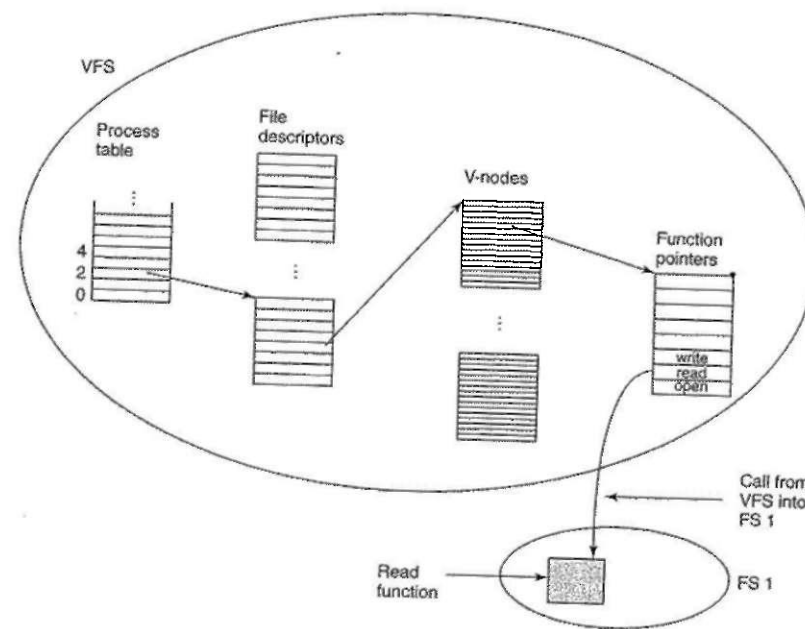 VFS
Process
table
File
descriptors
V-nodes
Function
pointers
4
2
0
write
read
open
Call from
VFS into
FS 1
Read
function
FS 1